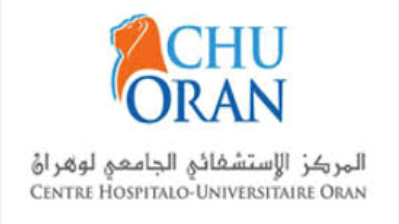 CHU
ORAN
المركز الإستشفائي الجامعي لوهران
CENTRE HOSPITALO-UNIVERSITAIRE ORAN